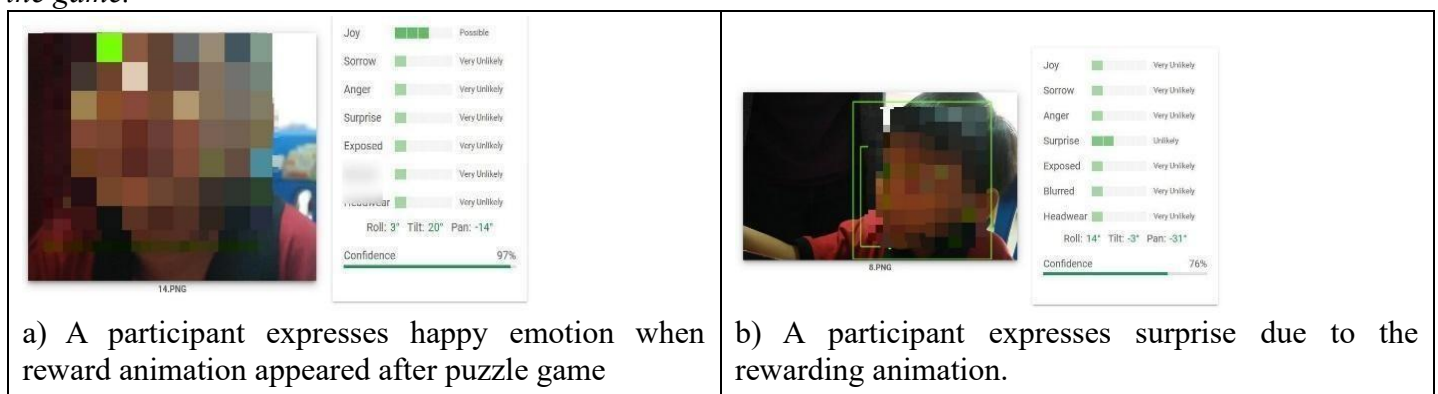 the game.
Joy Possible
Sorrow Very Unlikely
Anger Very Unlikely
Surprise Very Unlikely
Exposed Very Unlikely
Very Unlikely
Headwear Very Unlikely
Roll: 3° Tilt: 20° Pan: -14°
Confidence 97%
14.PNG
a) A participant expresses happy emotion when
reward animation appeared after puzzle game
Joy Very Unlikely
Sorrow Very Unlikely
Anger Very Unlikely
Surprise Unlikely
Exposed Very Unlikely
Blurred Very Unlikely
Headwear Very Unlikely
Roll: 14° Tilt: -3° Pan: -31°
Confidence 76%
8.PNG
b) A participant expresses surprise due to the
rewarding animation.